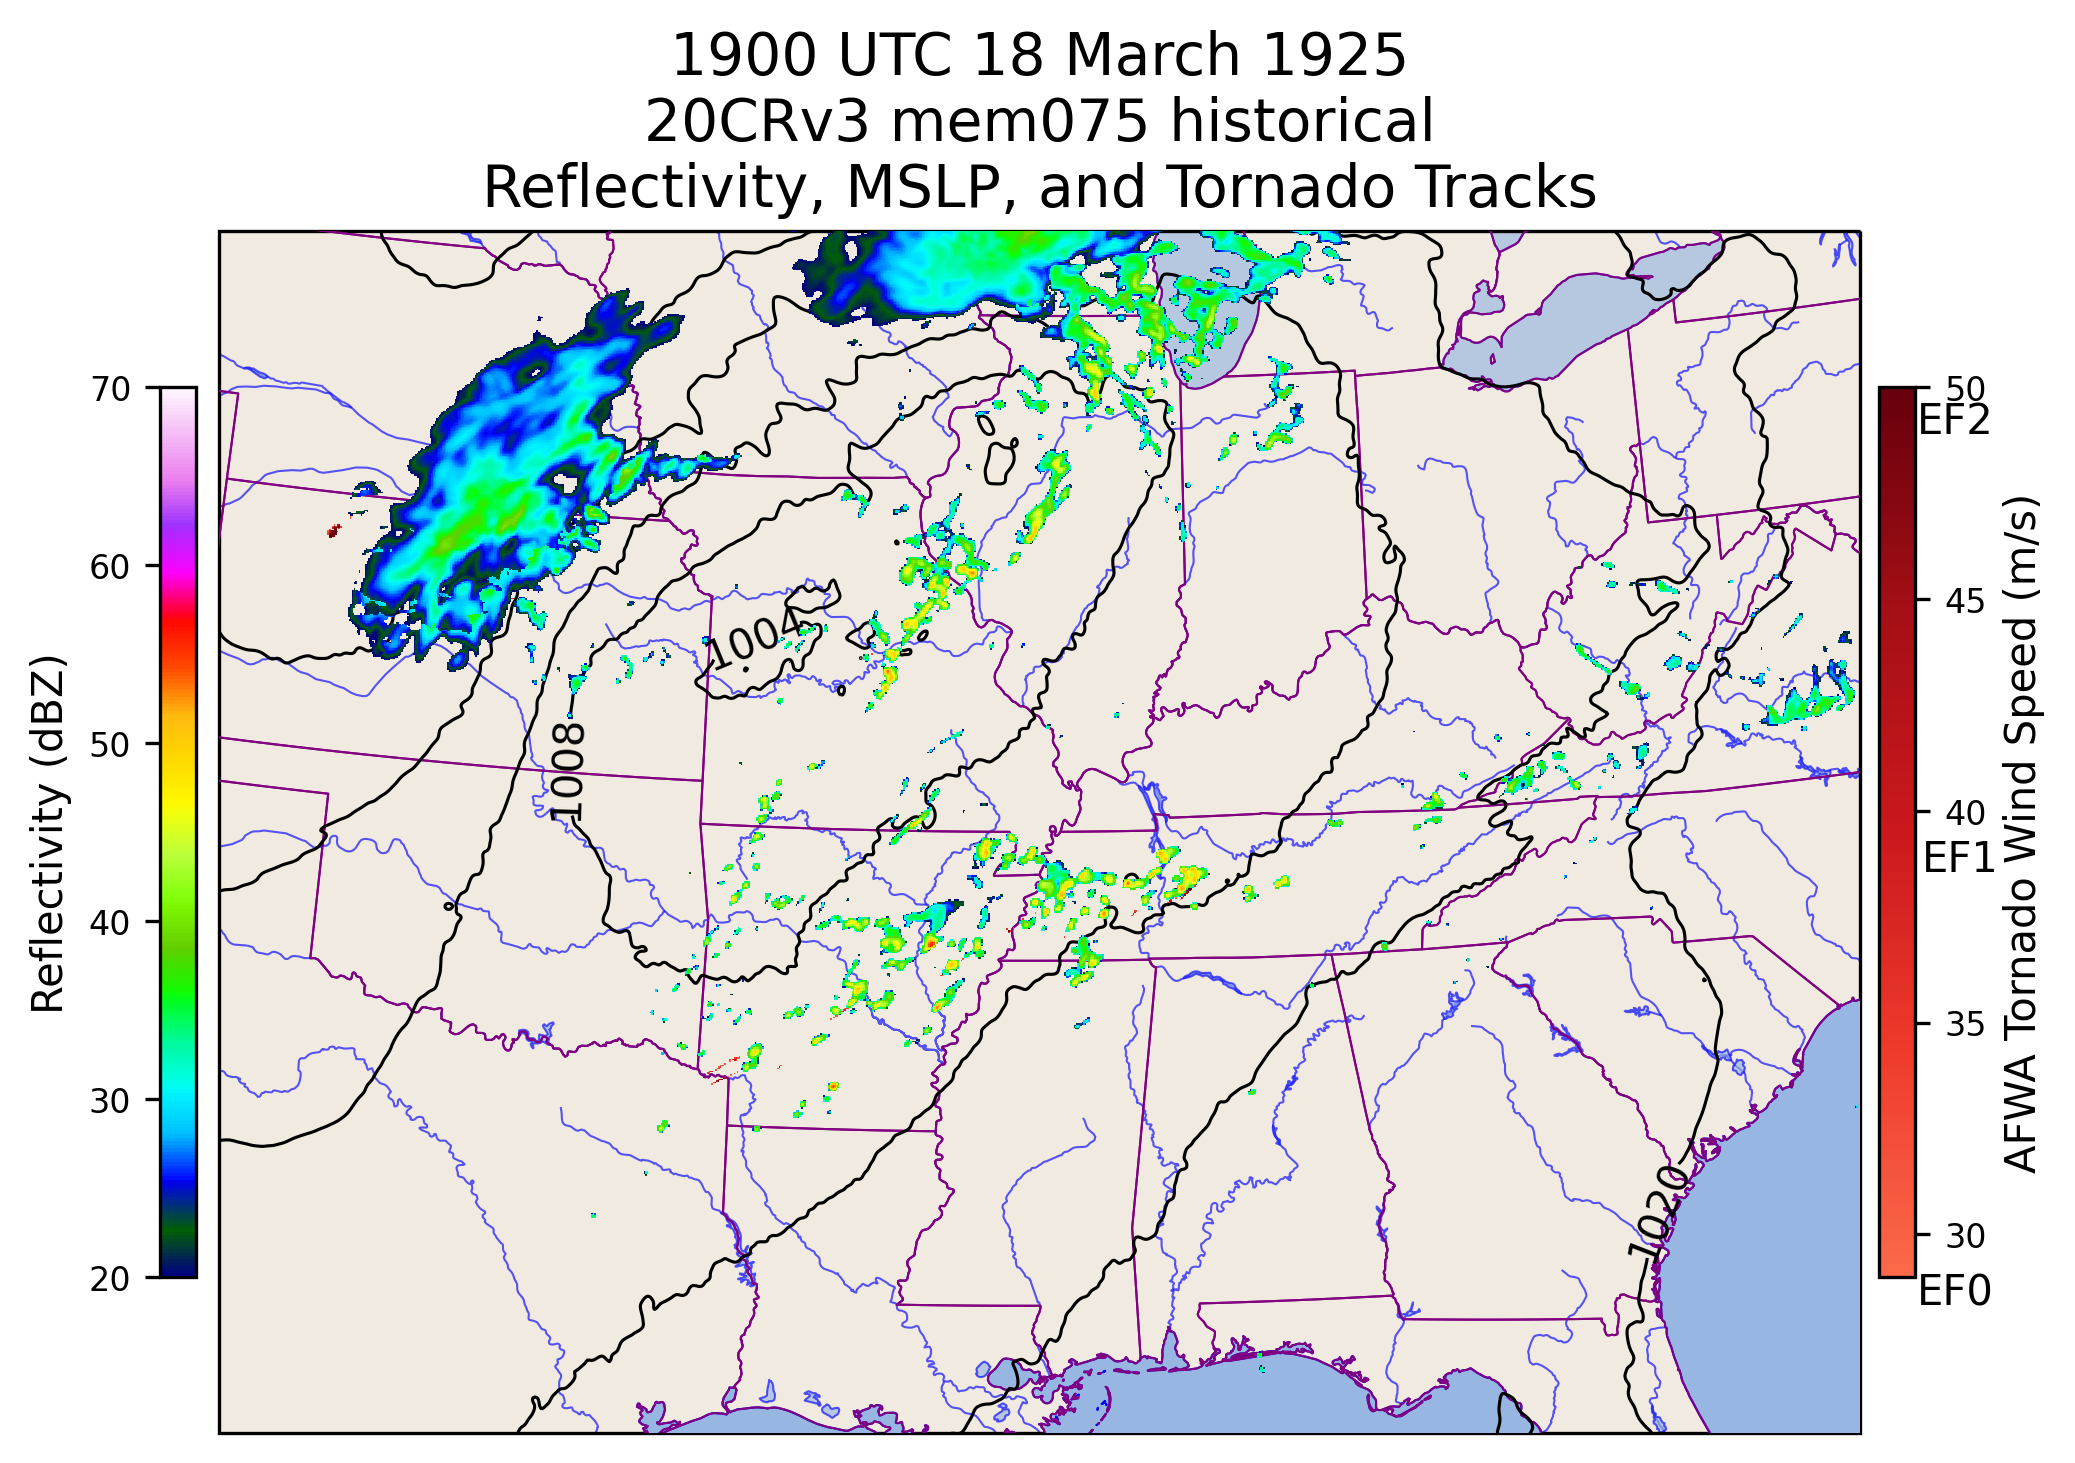 1900 UTC 18 March 1925
20CRv3 mem075 historical
Reflectivity, MSLP, and Tornado Tracks
Reflectivity (dBZ)
70
60
50
40
30
20
1004
1008
1020
50
EF2
45
40
EF1
35
30
EF0
AFWA Tornado Wind Speed (m/s)